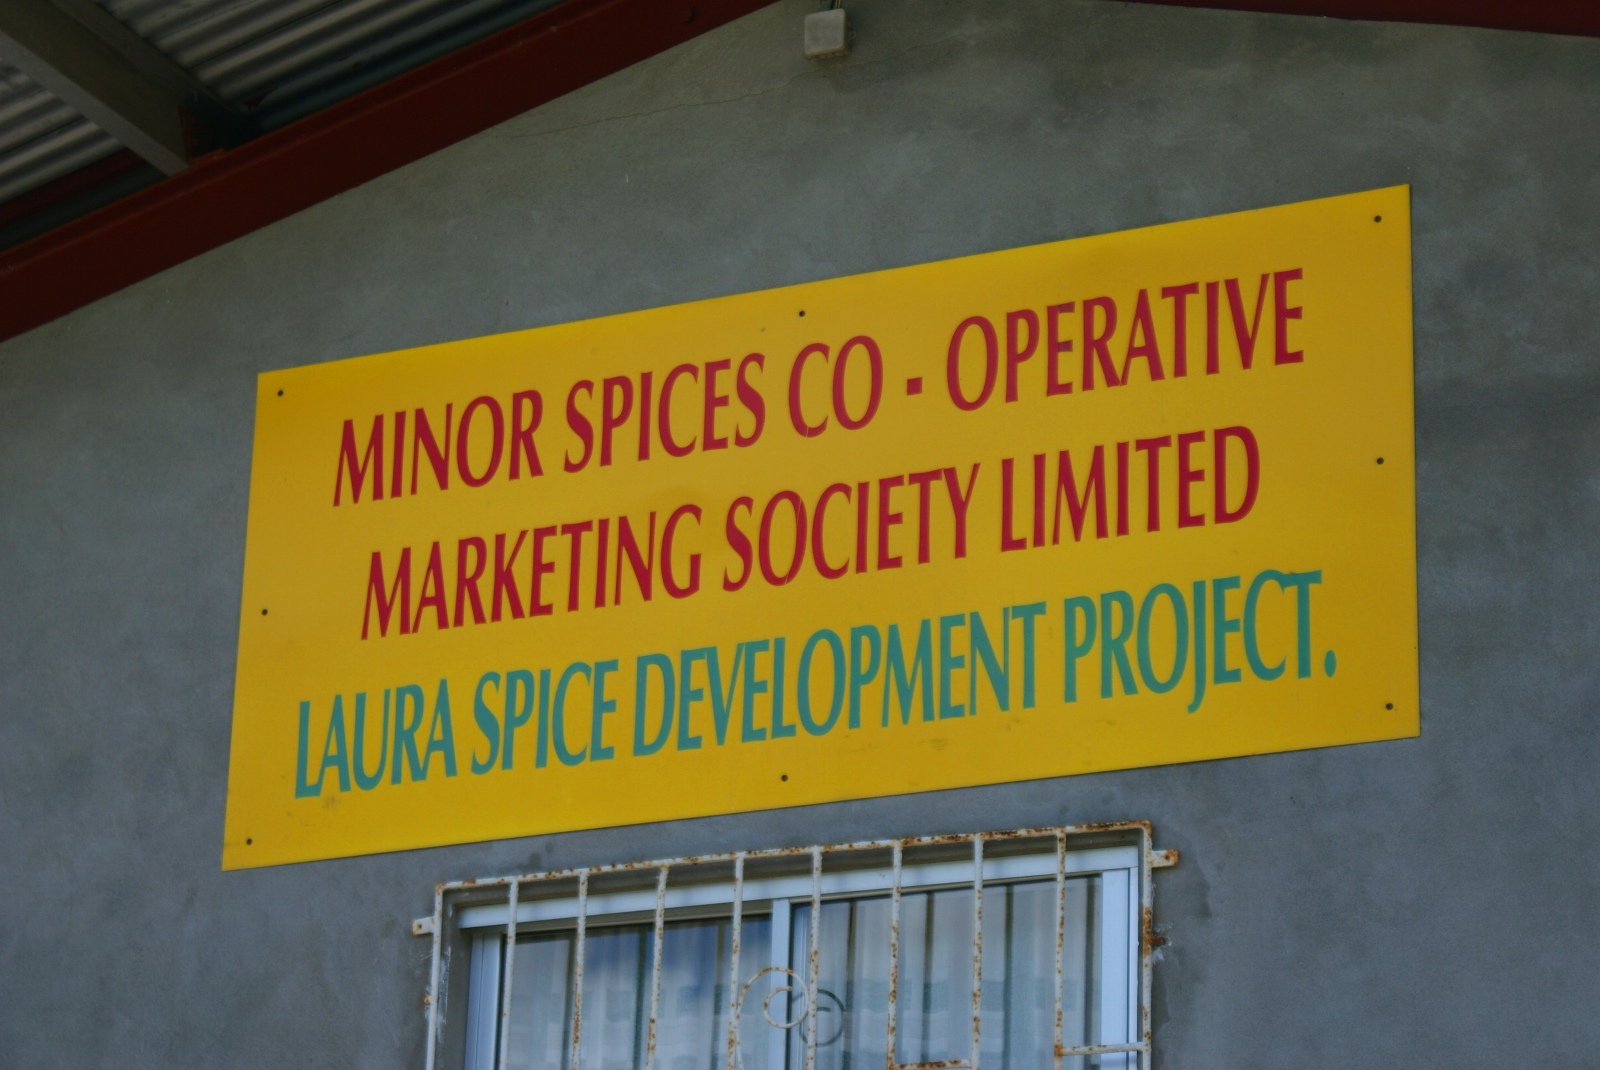 MINOR SPICES CO - OPERATIVE
MARKETING SOCIETY LIMITED
LAURA SPICE DEVELOPMENT PROJECT.